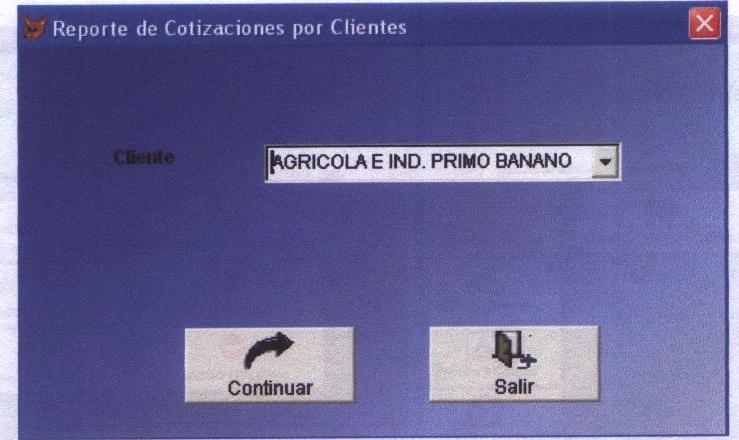 Reporte de Cotizaciones por Clientes
Cliente
AGRICOLA E IND. PRIMO BANANO
Continuar
Salir